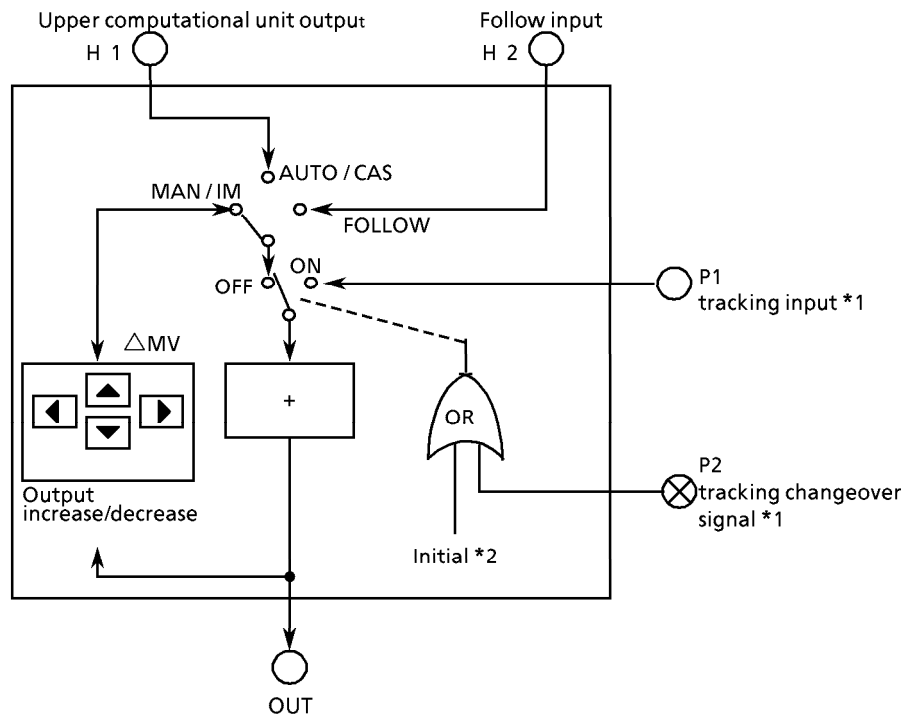 Upper computational unit output
Follow input
H 1
H 2
AUTO / CAS
MAN / IM
FOLLOW
ON
OFF
P1
tracking input *1
△MV
+
OR
P2
tracking changeover
signal *1
Output
increase/decrease
Initial *2
OUT